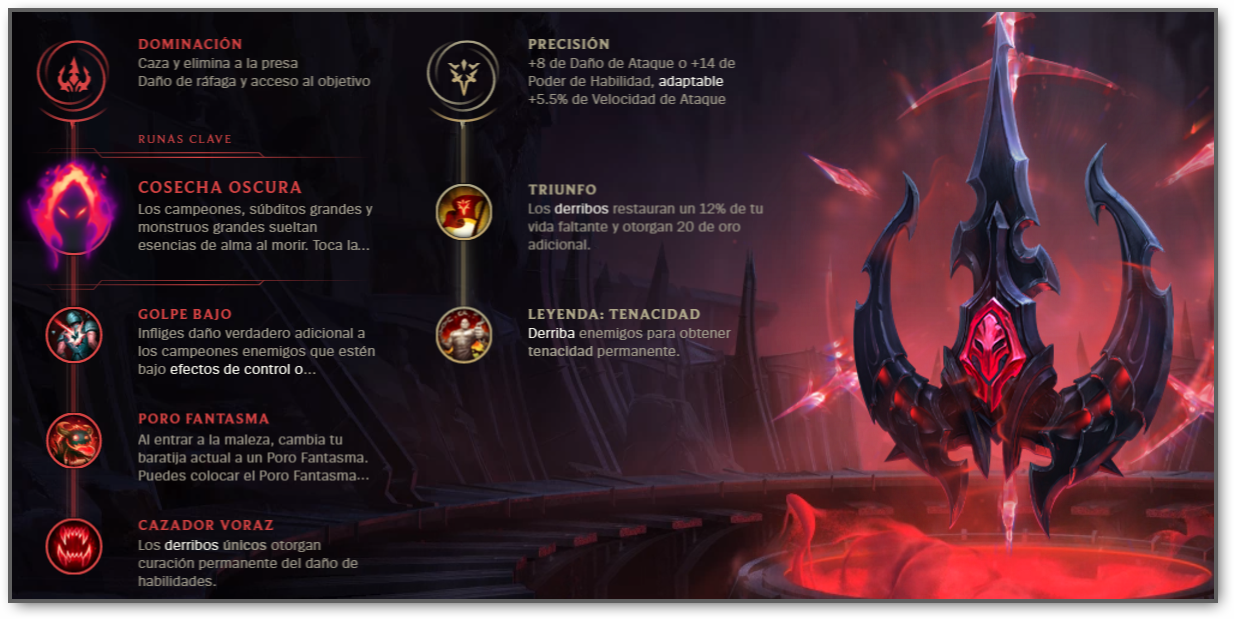 DOMINACIÓN
Caza y elimina a la presa
Daño de ráfaga y acceso al objetivo
RUNAS CLAVE
COSECHA OSCURA
Los campeones, súbditos grandes y
monstruos grandes sueltan
esencias de alma al morir. Toca la...
GOLPE BAJO
Infliges daño verdadero adicional a
los campeones enemigos que estén
bajo efectos de control o...
PORO FANTASMA
Al entrar a la maleza, cambia tu
baratija actual a un Poro Fantasma.
Puedes colocar el Poro Fantasma...
CAZADOR VORAZ
Los derribos únicos otorgan
curación permanente del daño de
habilidades.
PRECISIÓN
+8 de Daño de Ataque o +14 de
Poder de Habilidad, adaptable
+5.5% de Velocidad de Ataque
TRIUNFO
Los derribos restauran un 12% de tu
vida faltante y otorgan 20 de oro
adicional.
LEYENDA: TENACIDAD
Derriba enemigos para obtener
tenacidad permanente.